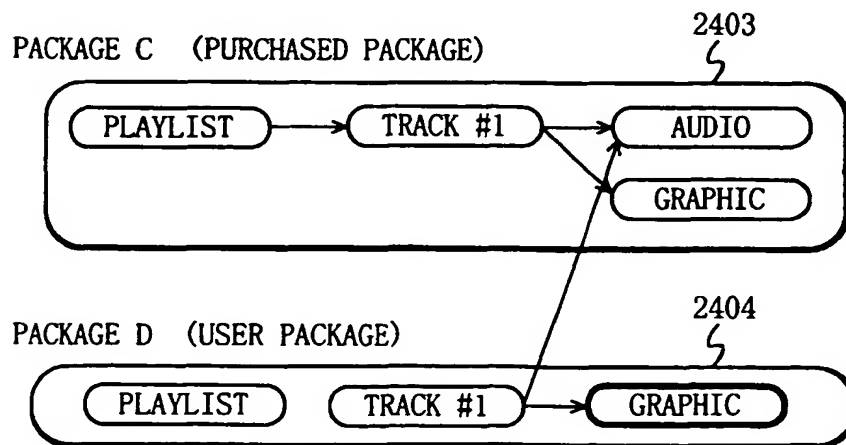 2403
PACKAGE C (PURCHASED PACKAGE)
PLAYLIST TRACK #1 AUDIO
GRAPHIC
2404
PACKAGE D (USER PACKAGE)
PLAYLIST TRACK #1 GRAPHIC